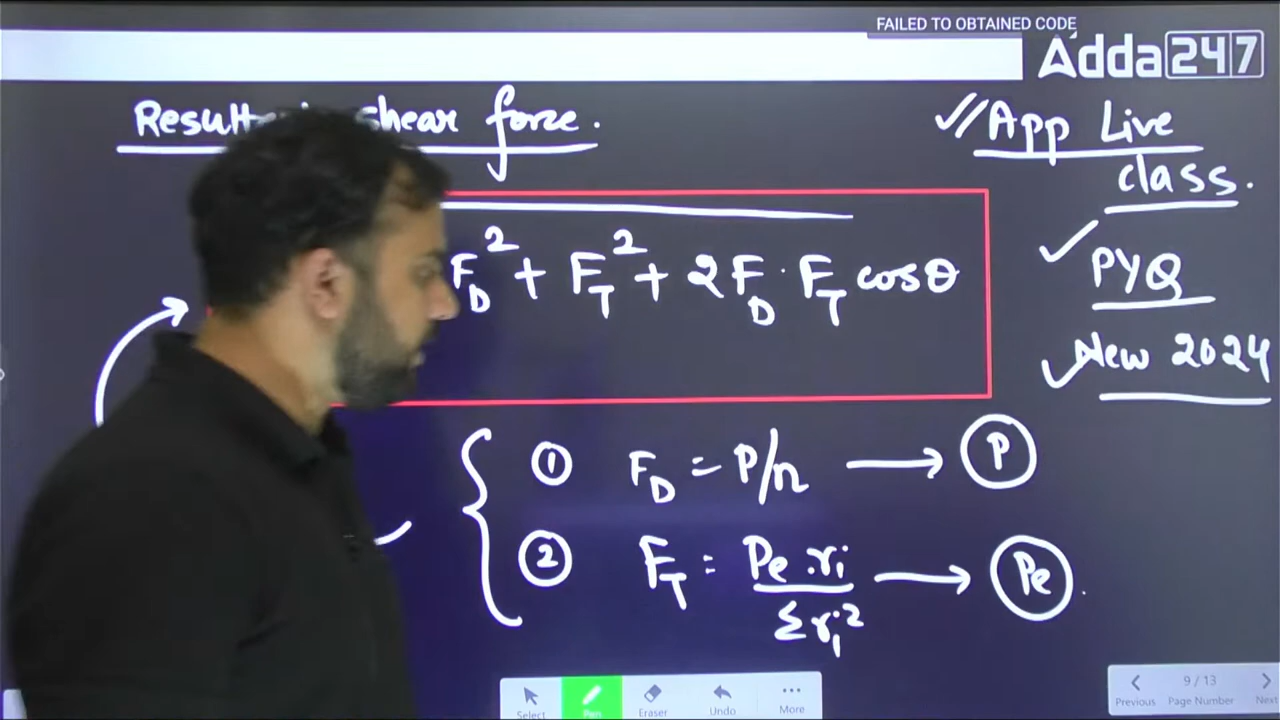 FAILED TO OBTAINED CODE
Adda247
shear force.
F_D² + F_T² + 2F_D · F_T cosθ
① F_D = P/n → P
② F_T = Pe.ri / Σri² → Pe.
✓// App Live
class.
✓ PYQ
✓ New 2024
Select
Pen
Eraser
Undo
More
Previous
9 / 13
Page Number
Next